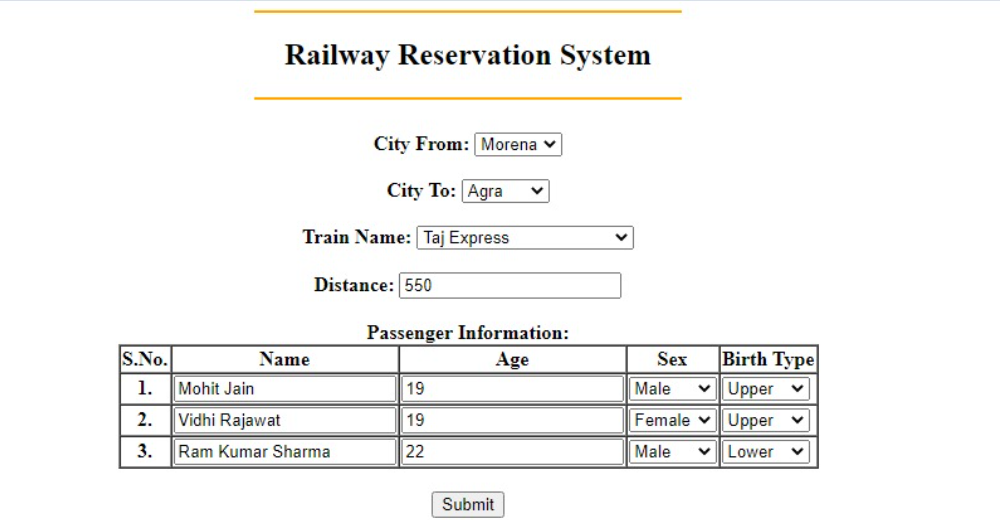 Railway Reservation System
City From: Morena
City To: Agra
Train Name: Taj Express
Distance: 550
Passenger Information:
S.No. Name Age Sex Birth Type
1. Mohit Jain 19 Male Upper
2. Vidhi Rajawat 19 Female Upper
3. Ram Kumar Sharma 22 Male Lower
Submit